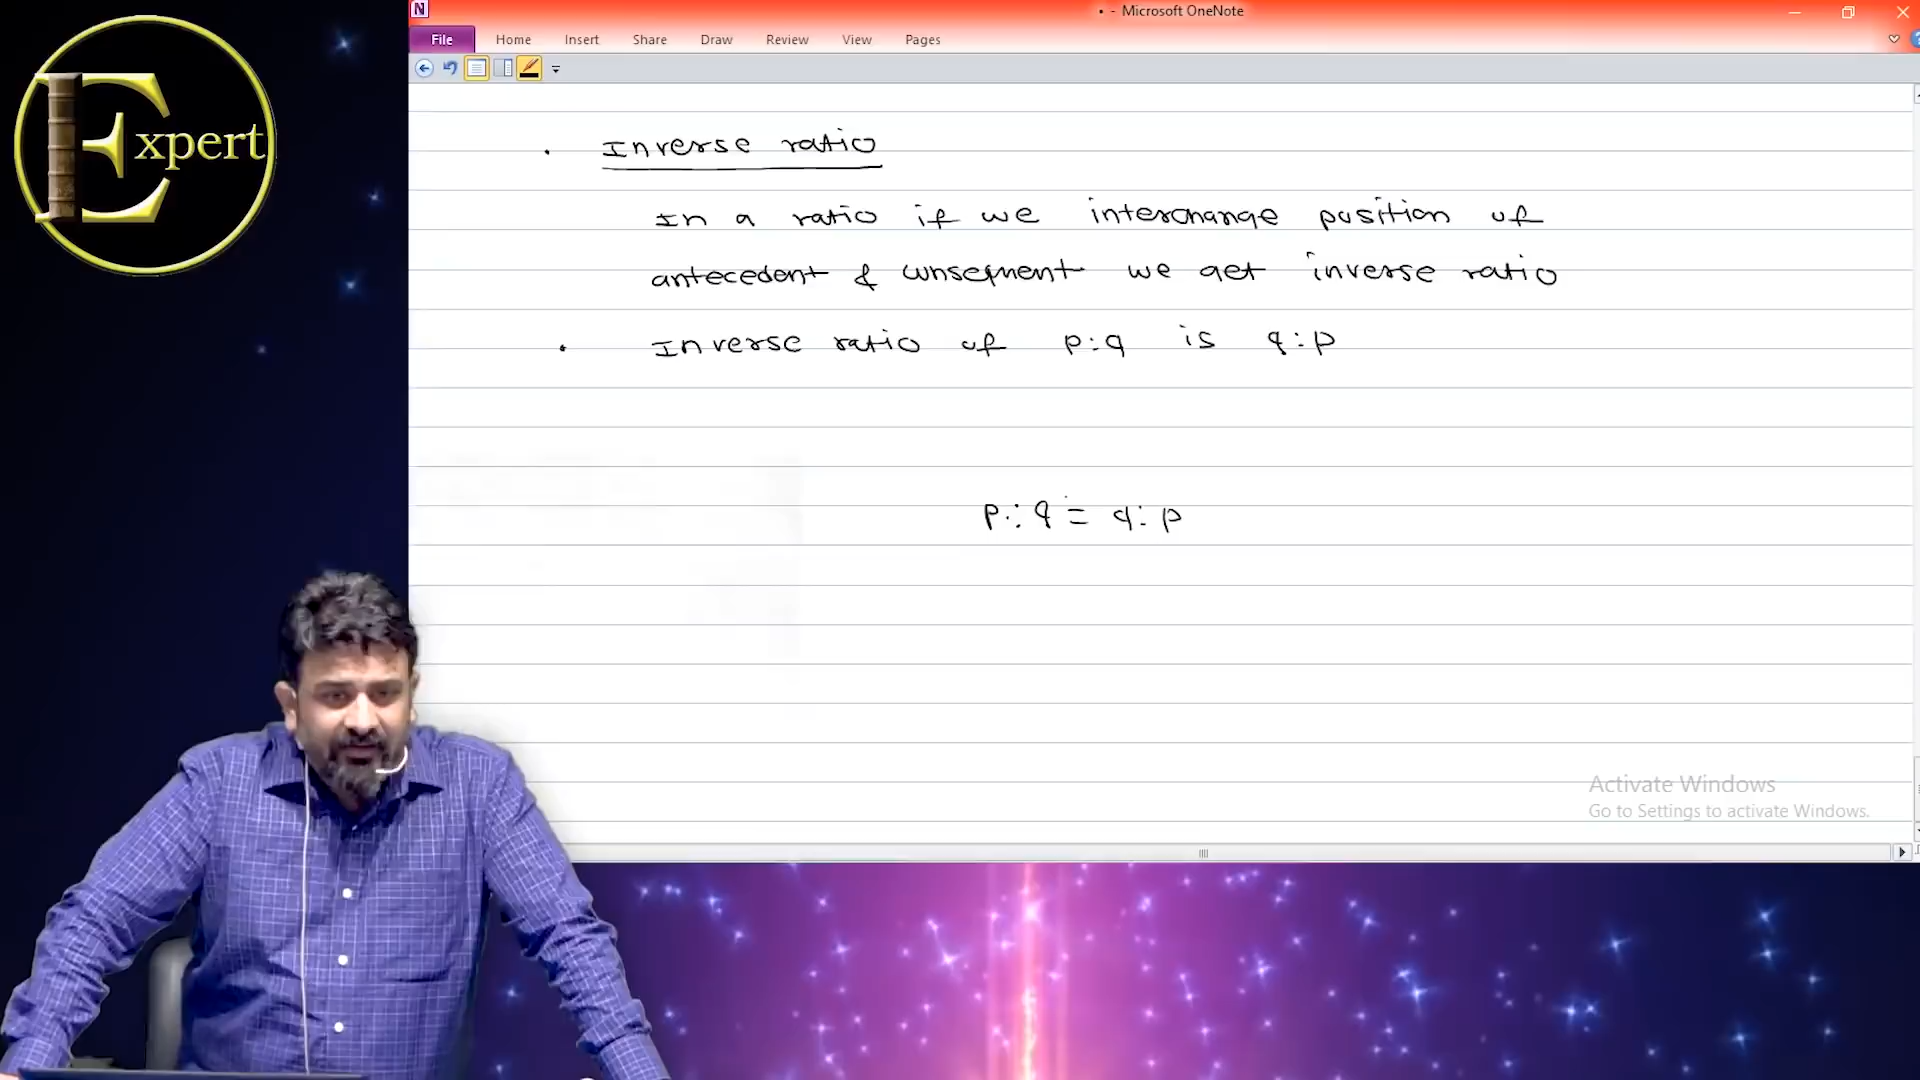 Expert
- Microsoft OneNote
File Home Insert Share Draw Review View Pages
Inverse ratio
In a ratio if we interchange position of
antecedent & consequent we get inverse ratio
Inverse ratio of p:q is q:p
p:q = q:p
Activate Windows
Go to Settings to activate Windows.